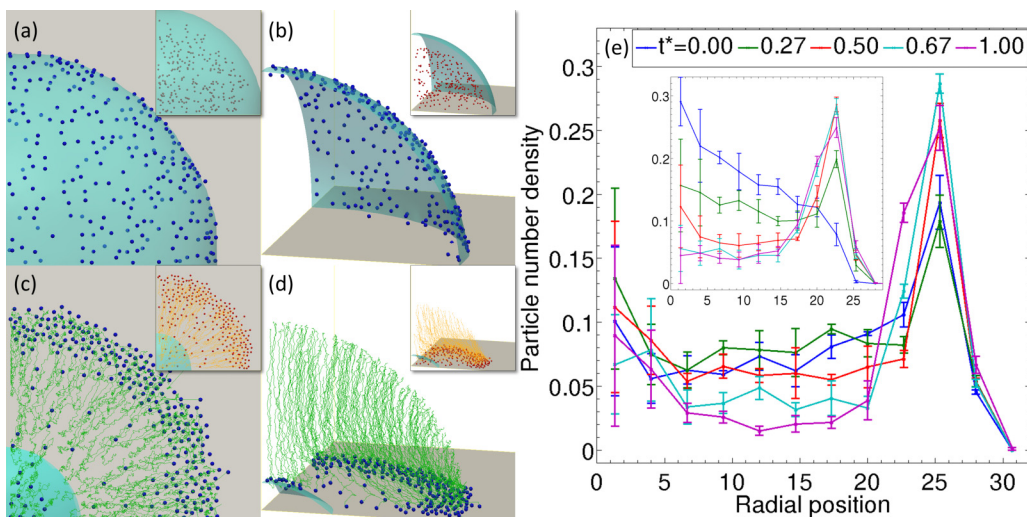 (a)
(b)
(c)
(d)
(e)
t*=0.00 0.27 0.50 0.67 1.00
0.3
0.25
0.2
0.15
0.1
0.05
0
Particle number density
0 5 10 15 20 25 30 35
Radial position
0.3
0.2
0.1
0
0 5 10 15 20 25